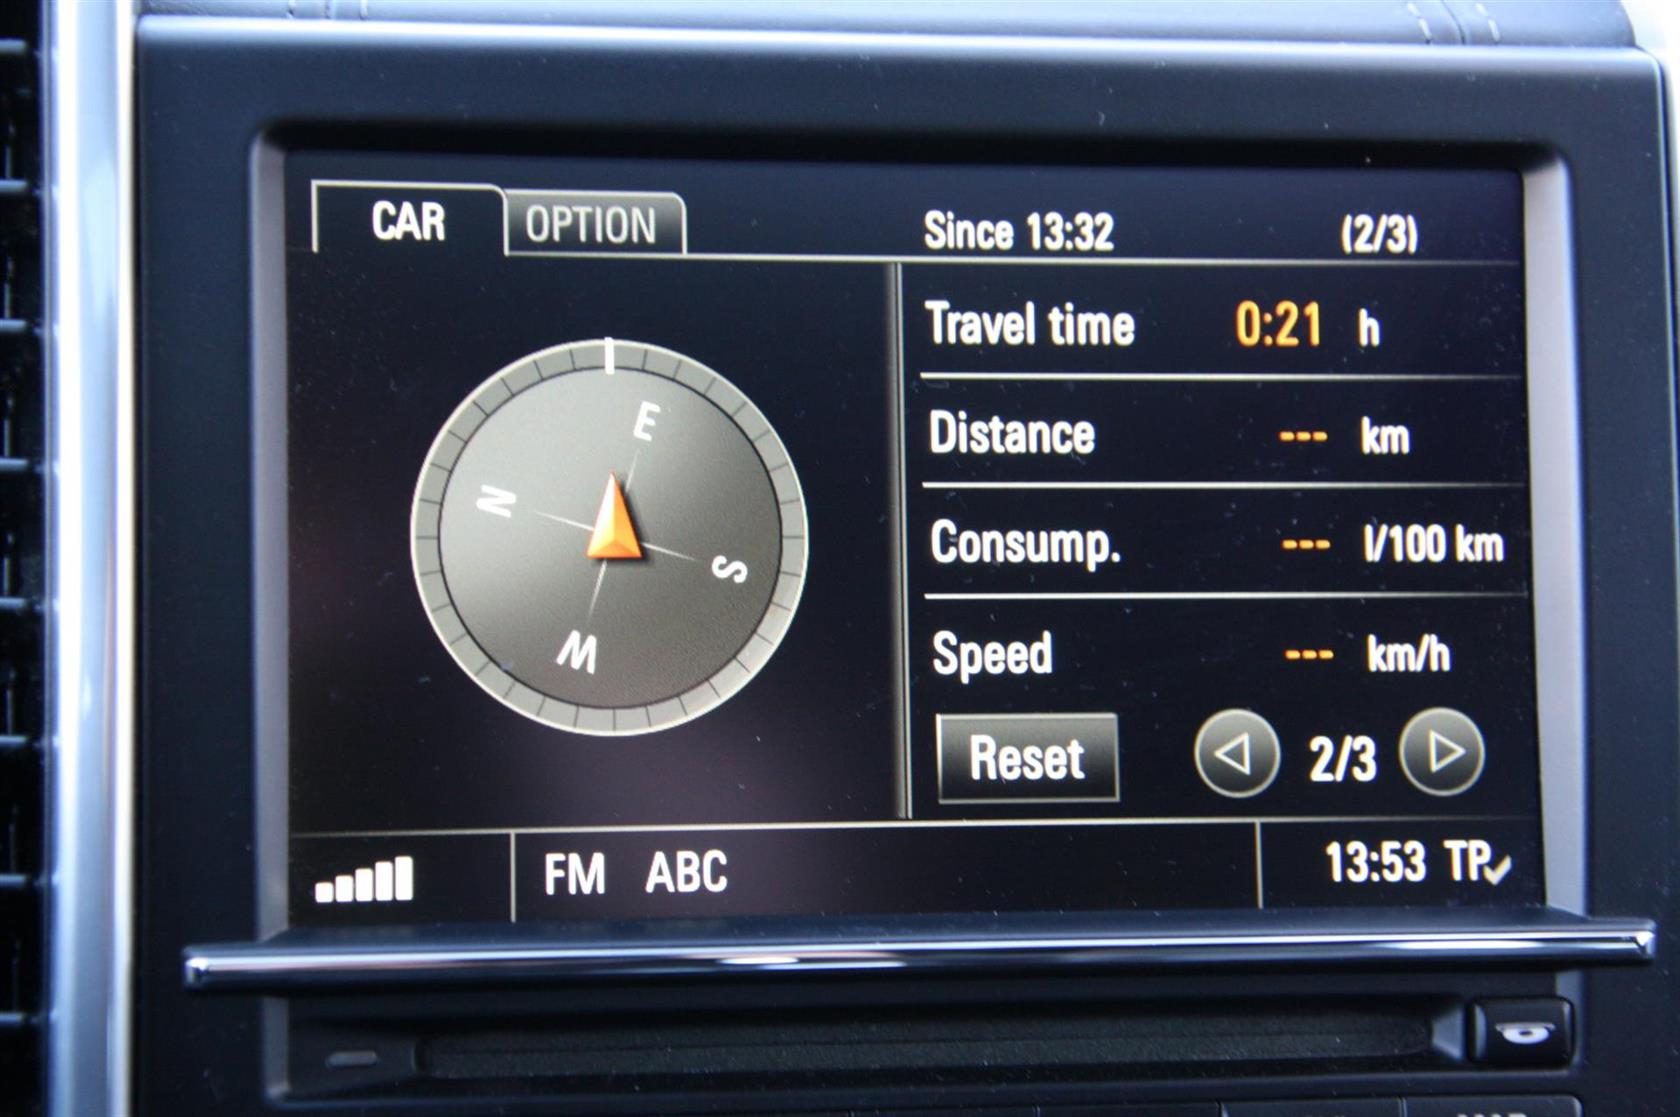 CAR OPTION Since 13:32 (2/3)
Travel time 0:21 h
Distance --- km
Consump. --- l/100 km
Speed --- km/h
E
N
S
W
Reset 2/3
FM ABC 13:53 TP